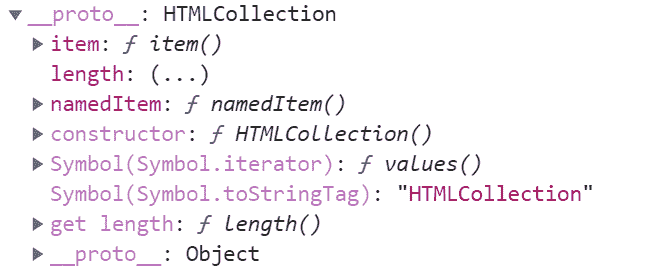 __proto__: HTMLCollection
item: ƒ item()
length: (...)
namedItem: ƒ namedItem()
constructor: ƒ HTMLCollection()
Symbol(Symbol.iterator): ƒ values()
Symbol(Symbol.toStringTag): "HTMLCollection"
get length: ƒ length()
__proto__: Object